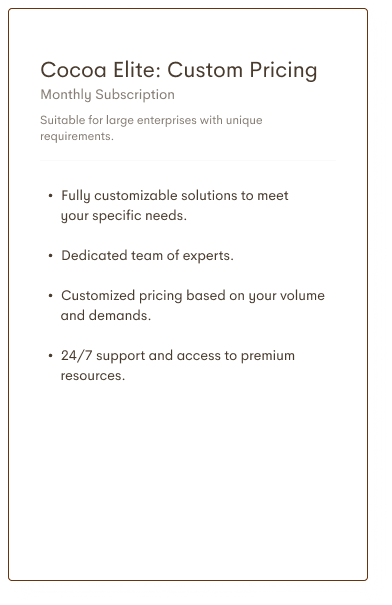 Cocoa Elite: Custom Pricing
Monthly Subscription
Suitable for large enterprises with unique
requirements.
• Fully customizable solutions to meet
your specific needs.
• Dedicated team of experts.
• Customized pricing based on your volume
and demands.
• 24/7 support and access to premium
resources.